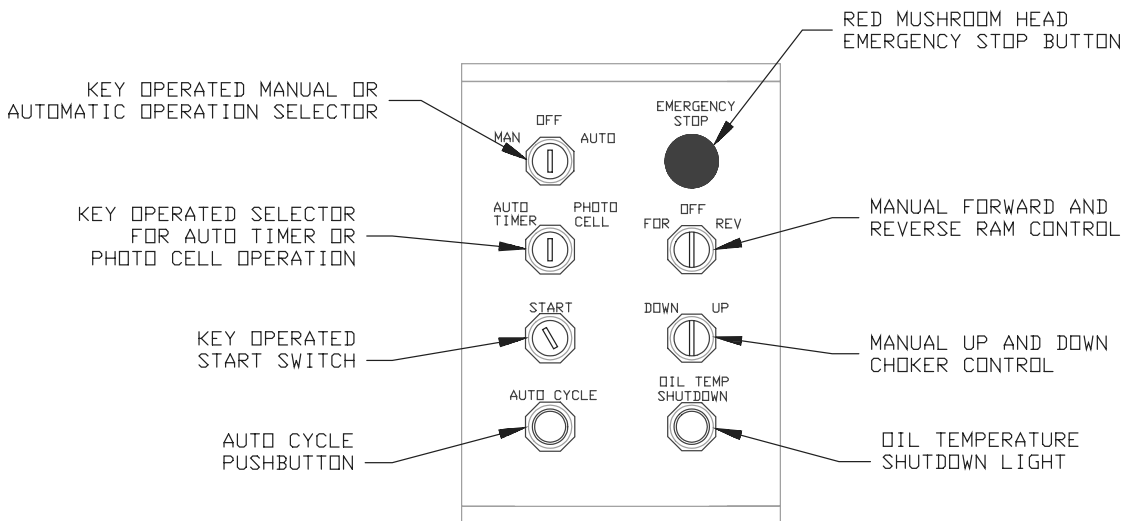 RED MUSHROOM HEAD
EMERGENCY STOP BUTTON
KEY OPERATED MANUAL OR
AUTOMATIC OPERATION SELECTOR
OFF
MAN
AUTO
EMERGENCY
STOP
KEY OPERATED SELECTOR
FOR AUTO TIMER OR
PHOTO CELL OPERATION
AUTO
TIMER
PHOTO
CELL
OFF
FOR
REV
MANUAL FORWARD AND
REVERSE RAM CONTROL
KEY OPERATED
START SWITCH
START
DOWN
UP
MANUAL UP AND DOWN
CHOKER CONTROL
AUTO CYCLE
PUSHBUTTON
AUTO CYCLE
OIL TEMP
SHUTDOWN
OIL TEMPERATURE
SHUTDOWN LIGHT